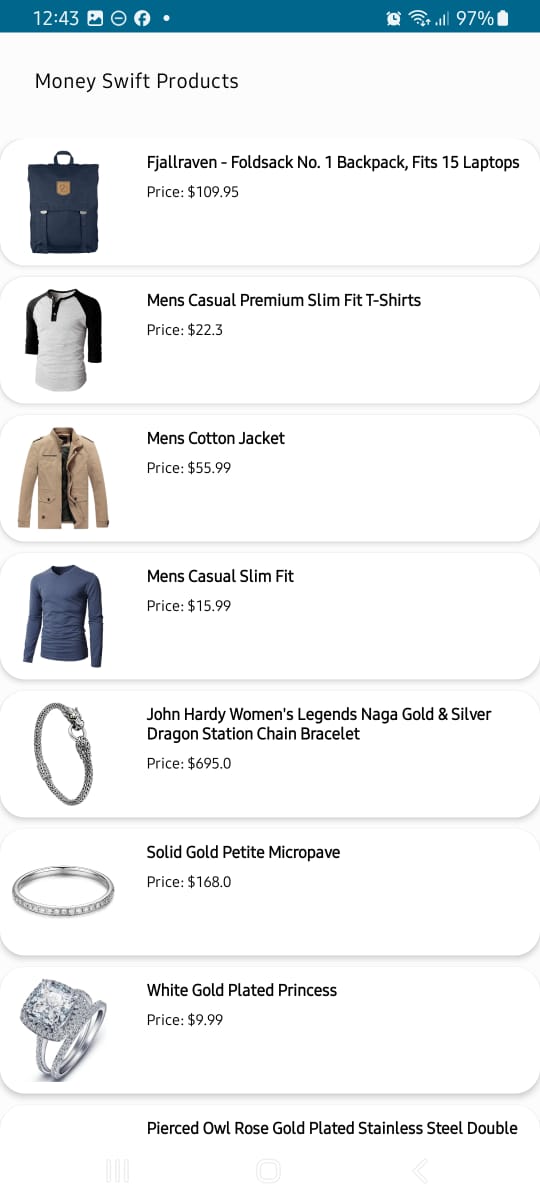 12:43
97%
Money Swift Products
Fjallraven - Foldsack No. 1 Backpack, Fits 15 Laptops
Price: $109.95
Mens Casual Premium Slim Fit T-Shirts
Price: $22.3
Mens Cotton Jacket
Price: $55.99
Mens Casual Slim Fit
Price: $15.99
John Hardy Women's Legends Naga Gold & Silver
Dragon Station Chain Bracelet
Price: $695.0
Solid Gold Petite Micropave
Price: $168.0
White Gold Plated Princess
Price: $9.99
Pierced Owl Rose Gold Plated Stainless Steel Double